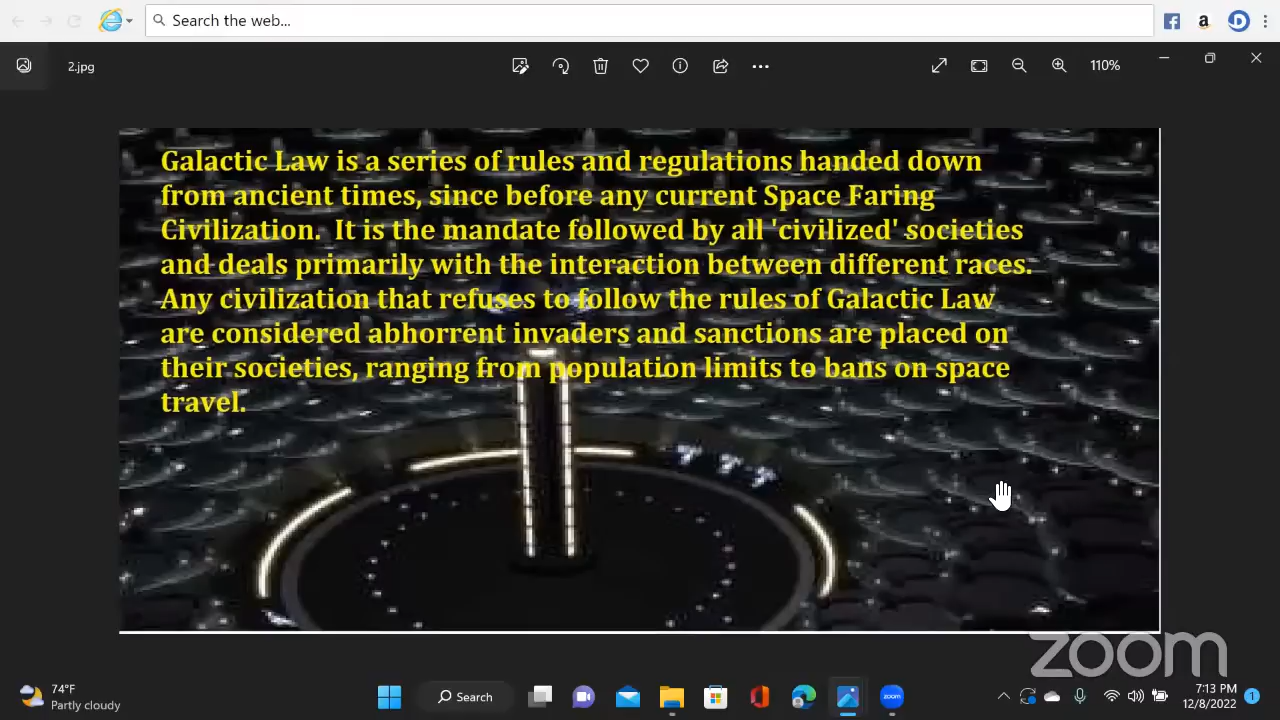 Search the web...
2.jpg
110%
Galactic Law is a series of rules and regulations handed down
from ancient times, since before any current Space Faring
Civilization.  It is the mandate followed by all 'civilized' societies
and deals primarily with the interaction between different races.
Any civilization that refuses to follow the rules of Galactic Law
are considered abhorrent invaders and sanctions are placed on
their societies, ranging from population limits to bans on space
travel.
zoom
74°F
Partly cloudy
Search
zoom
7:13 PM
12/8/2022
1